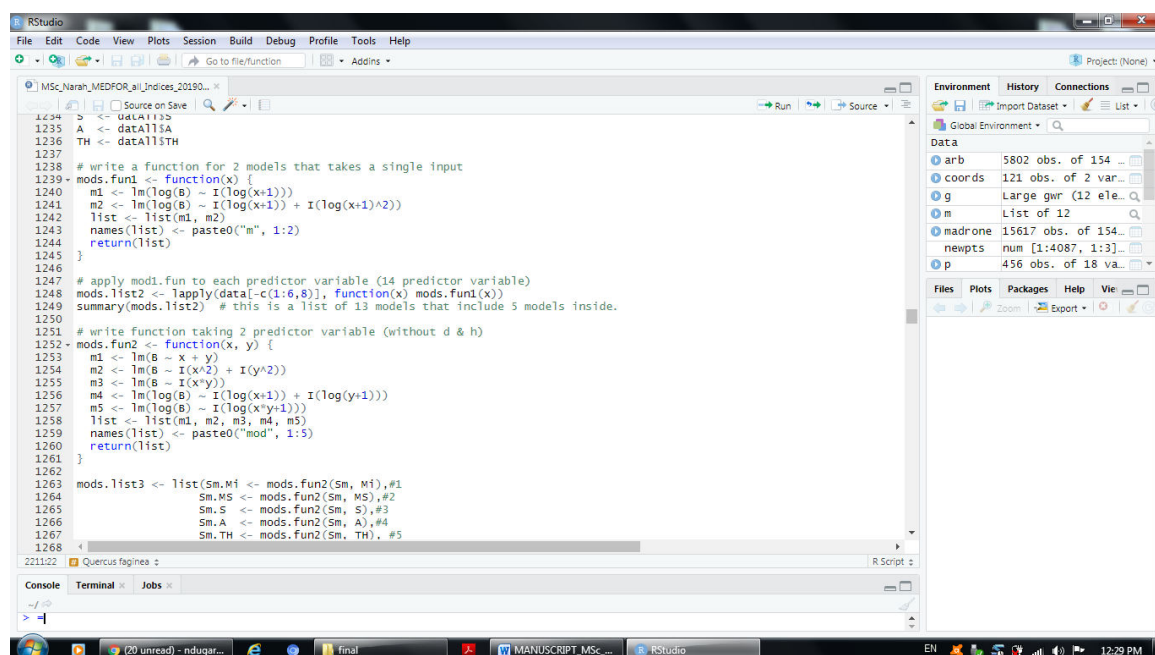 RStudio
File Edit Code View Plots Session Build Debug Profile Tools Help
Go to file/function Addins Project: (None)
MSc_Narah_MEDFOR_all_Indices_20190...
Source on Save Run Source
1234 S <- datAll$S
1235 A <- datAll$A
1236 TH <- datAll$TH
1237
1238 # write a function for 2 models that takes a single input
1239 mods.fun1 <- function(x) {
1240 m1 <- lm(log(B) ~ I(log(x+1)))
1241 m2 <- lm(log(B) ~ I(log(x+1)) + I(log(x+1)^2))
1242 list <- list(m1, m2)
1243 names(list) <- paste0("m", 1:2)
1244 return(list)
1245 }
1246
1247 # apply mod1.fun to each predictor variable (14 predictor variable)
1248 mods.list2 <- lapply(data[-c(1:6,8)], function(x) mods.fun1(x))
1249 summary(mods.list2) # this is a list of 13 models that include 5 models inside.
1250
1251 # write function taking 2 predictor variable (without d & h)
1252 mods.fun2 <- function(x, y) {
1253 m1 <- lm(B ~ x + y)
1254 m2 <- lm(B ~ I(x^2) + I(y^2))
1255 m3 <- lm(B ~ I(x*y))
1256 m4 <- lm(log(B) ~ I(log(x+1)) + I(log(y+1)))
1257 m5 <- lm(log(B) ~ I(log(x*y+1)))
1258 list <- list(m1, m2, m3, m4, m5)
1259 names(list) <- paste0("mod", 1:5)
1260 return(list)
1261 }
1262
1263 mods.list3 <- list(Sm.Mi <- mods.fun2(Sm, Mi),#1
1264 Sm.MS <- mods.fun2(Sm, MS),#2
1265 Sm.S <- mods.fun2(Sm, S),#3
1266 Sm.A <- mods.fun2(Sm, A),#4
1267 Sm.TH <- mods.fun2(Sm, TH), #5
1268
2211:22 Quercus faginea R Script
Console Terminal Jobs
~/
> =
Environment History Connections
Import Dataset List
Global Environment
Data
arb 5802 obs. of 154 ...
coords 121 obs. of 2 var...
g Large gwr (12 ele...
m List of 12
madrone 15617 obs. of 154...
newpts num [1:4087, 1:3]...
p 456 obs. of 18 va...
Files Plots Packages Help Vie
Zoom Export
(20 unread) - ndugar... final MANUSCRIPT_MSc_... RStudio EN 12:29 PM